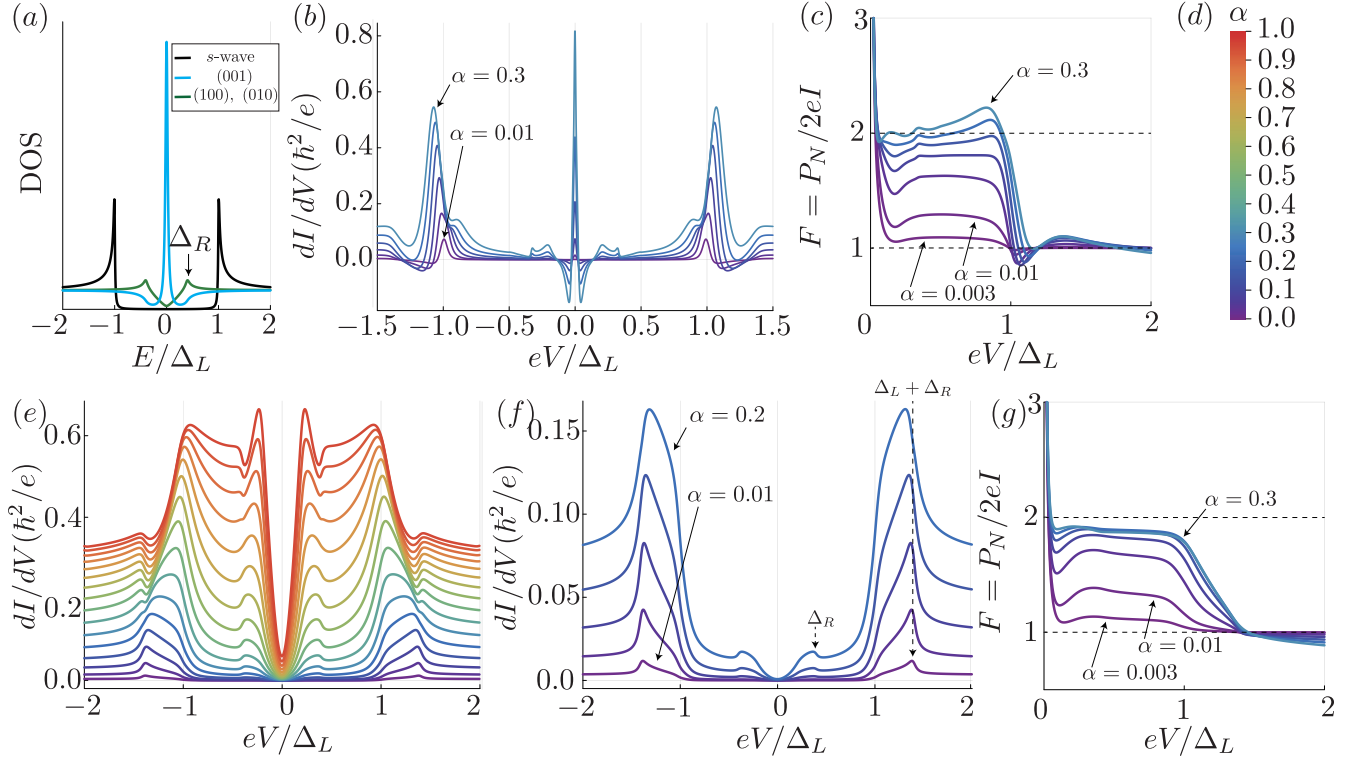 (a)
DOS
s-wave
(001)
(100), (010)
Δ_R
−2 −1 0 1 2
E/Δ_L
(b)
dI/dV(ħ²/e)
0.8
0.6
0.4
0.2
0.0
α = 0.3
α = 0.01
−1.5 −1.0 −0.5 0.0 0.5 1.0 1.5
eV/Δ_L
(c)
F = P_N/2eI
3
2
1
α = 0.3
α = 0.01
α = 0.003
0 1 2
eV/Δ_L
(d)
α
1.0
0.9
0.8
0.7
0.6
0.5
0.4
0.3
0.2
0.1
0.0
(e)
dI/dV(ħ²/e)
0.6
0.4
0.2
0.0
−2 −1 0 1 2
eV/Δ_L
(f)
dI/dV(ħ²/e)
0.15
0.10
0.05
0.00
α = 0.2
α = 0.01
Δ_L + Δ_R
Δ_R
−2 −1 0 1 2
eV/Δ_L
(g)
F = P_N/2eI
3
2
1
α = 0.3
α = 0.01
α = 0.003
0 1 2
eV/Δ_L